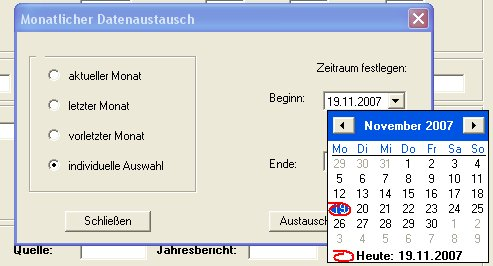 Monatlicher Datenaustausch
aktueller Monat
letzter Monat
vorletzter Monat
individuelle Auswahl
Zeitraum festlegen:
Beginn: 19.11.2007
November 2007
Mo Di Mi Do Fr Sa So
29 30 31 1 2 3 4
5 6 7 8 9 10 11
12 13 14 15 16 17 18
19 20 21 22 23 24 25
26 27 28 29 30 1 2
3 4 5 6 7 8 9
Heute: 19.11.2007
Ende:
Schließen
Austausch
Quelle: Jahresbericht: